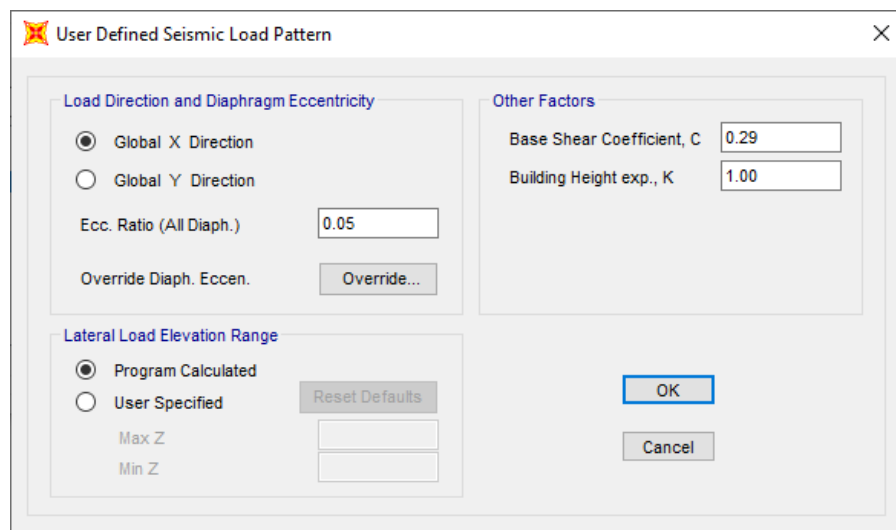 User Defined Seismic Load Pattern
Load Direction and Diaphragm Eccentricity
Global X Direction
Global Y Direction
Ecc. Ratio (All Diaph.) 0.05
Override Diaph. Eccen. Override...
Other Factors
Base Shear Coefficient, C 0.29
Building Height exp., K 1.00
Lateral Load Elevation Range
Program Calculated
User Specified Reset Defaults
Max Z
Min Z
OK
Cancel